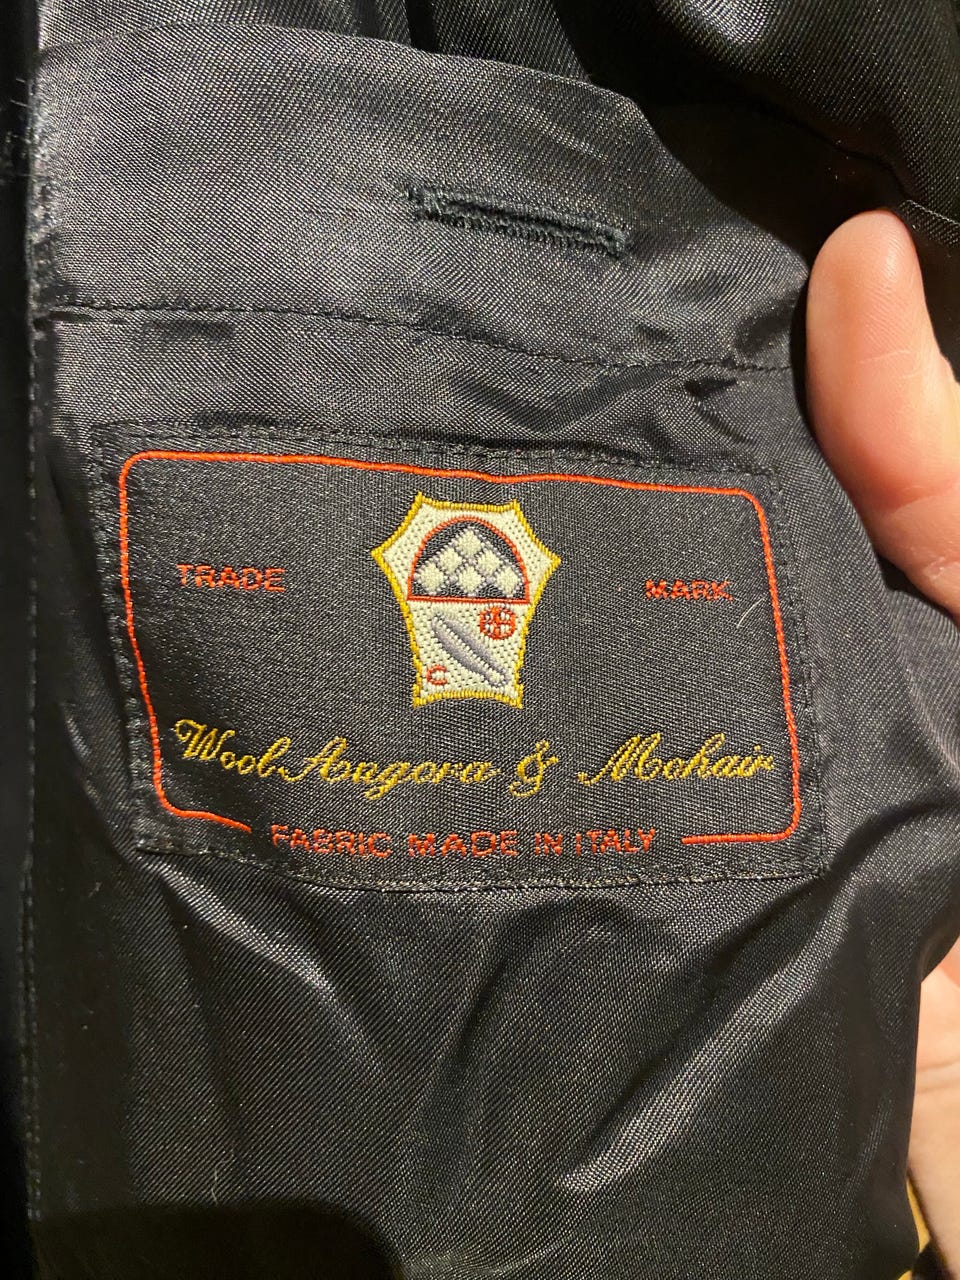 TRADE MARK
C
Wool Angora & Mohair
FABRIC MADE IN ITALY